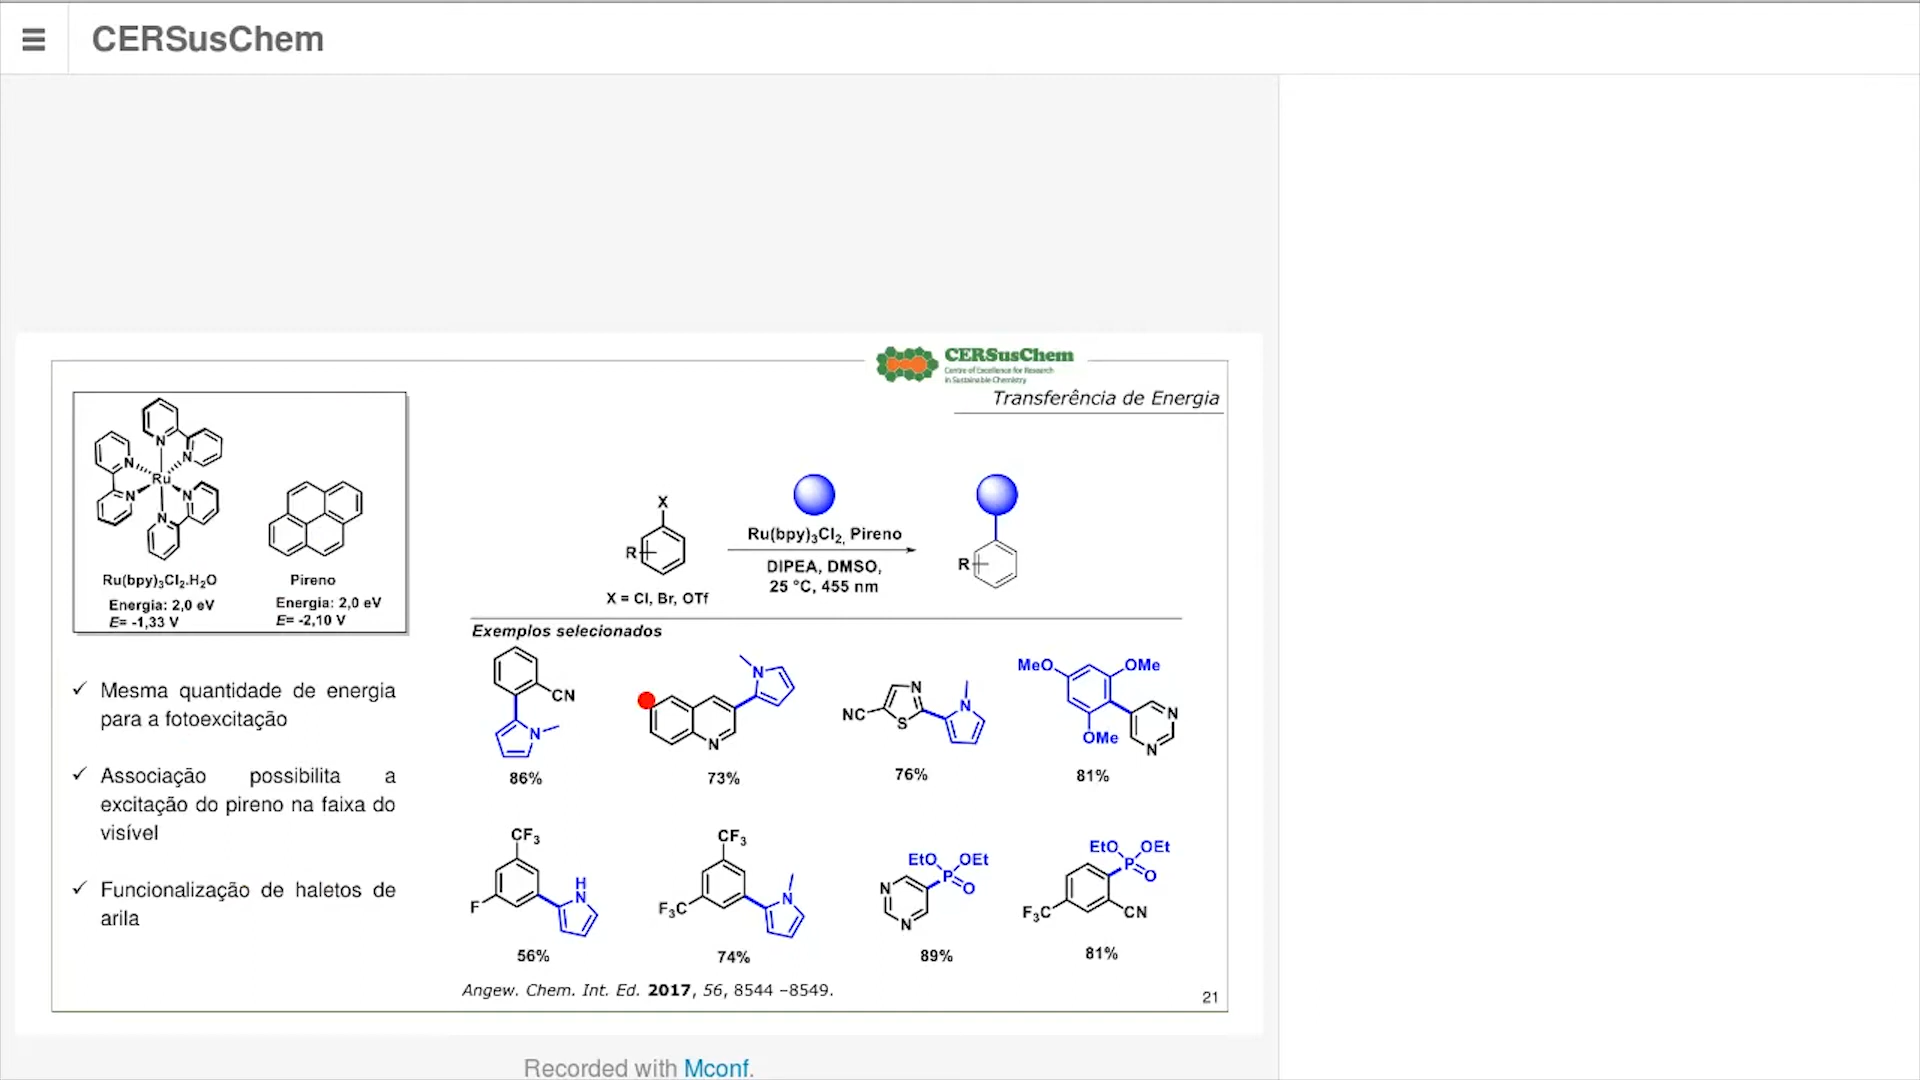 CERSusChem
CERSusChem
Centre of Excellence for Research
in Sustainable Chemistry
Transferência de Energia
N
N
N
N
Ru
N
N
Ru(bpy)3Cl2.H2O
Energia: 2,0 eV
E= -1,33 V
Pireno
Energia: 2,0 eV
E= -2,10 V
X
R
X = Cl, Br, OTf
Ru(bpy)3Cl2, Pireno
DIPEA, DMSO,
25 °C, 455 nm
R
Exemplos selecionados
CN
N
86%
N
N
73%
NC
N
S
N
76%
MeO
OMe
OMe
N
N
81%
CF3
F
H
N
56%
CF3
F3C
N
74%
EtO
OEt
P
O
N
N
89%
EtO
OEt
P
O
F3C
CN
81%
✓ Mesma quantidade de energia
para a fotoexcitação
✓ Associação possibilita a
excitação do pireno na faixa do
visível
✓ Funcionalização de haletos de
arila
Angew. Chem. Int. Ed. 2017, 56, 8544 –8549.
21
Recorded with Mconf.